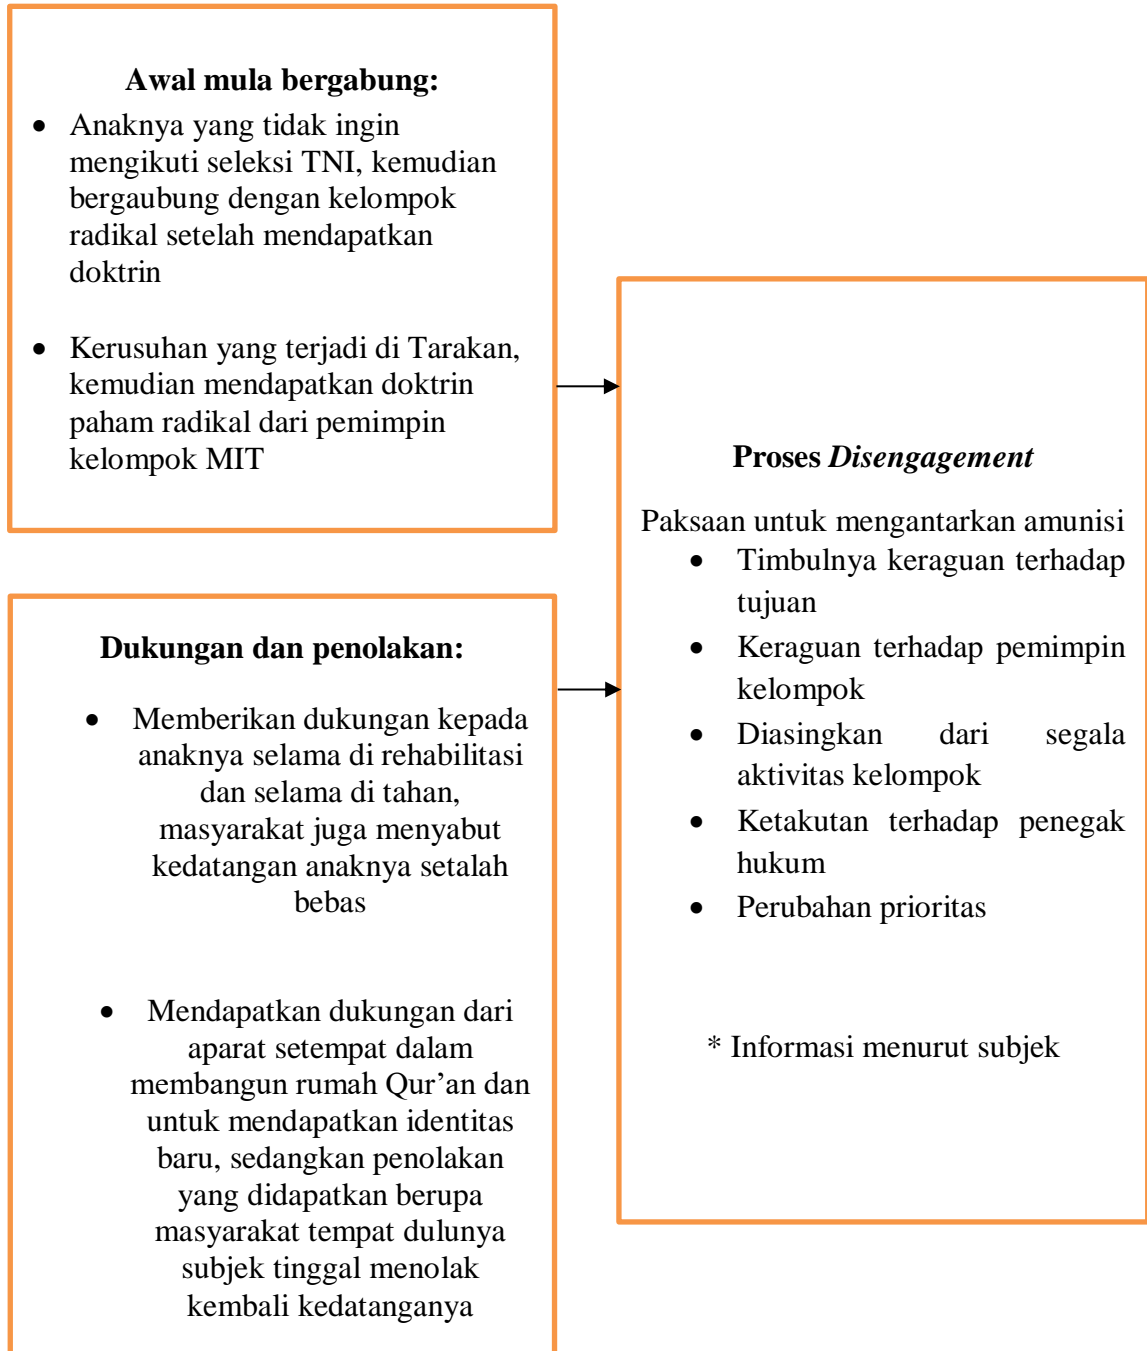 Awal mula bergabung:
• Anaknya yang tidak ingin
mengikuti seleksi TNI, kemudian
bergaubung dengan kelompok
radikal setelah mendapatkan
doktrin
• Kerusuhan yang terjadi di Tarakan,
kemudian mendapatkan doktrin
paham radikal dari pemimpin
kelompok MIT
Dukungan dan penolakan:
• Memberikan dukungan kepada
anaknya selama di rehabilitasi
dan selama di tahan,
masyarakat juga menyabut
kedatangan anaknya setalah
bebas
• Mendapatkan dukungan dari
aparat setempat dalam
membangun rumah Qur’an dan
untuk mendapatkan identitas
baru, sedangkan penolakan
yang didapatkan berupa
masyarakat tempat dulunya
subjek tinggal menolak
kembali kedatanganya
Proses Disengagement
Paksaan untuk mengantarkan amunisi
• Timbulnya keraguan terhadap
tujuan
• Keraguan terhadap pemimpin
kelompok
• Diasingkan dari segala
aktivitas kelompok
• Ketakutan terhadap penegak
hukum
• Perubahan prioritas
* Informasi menurut subjek